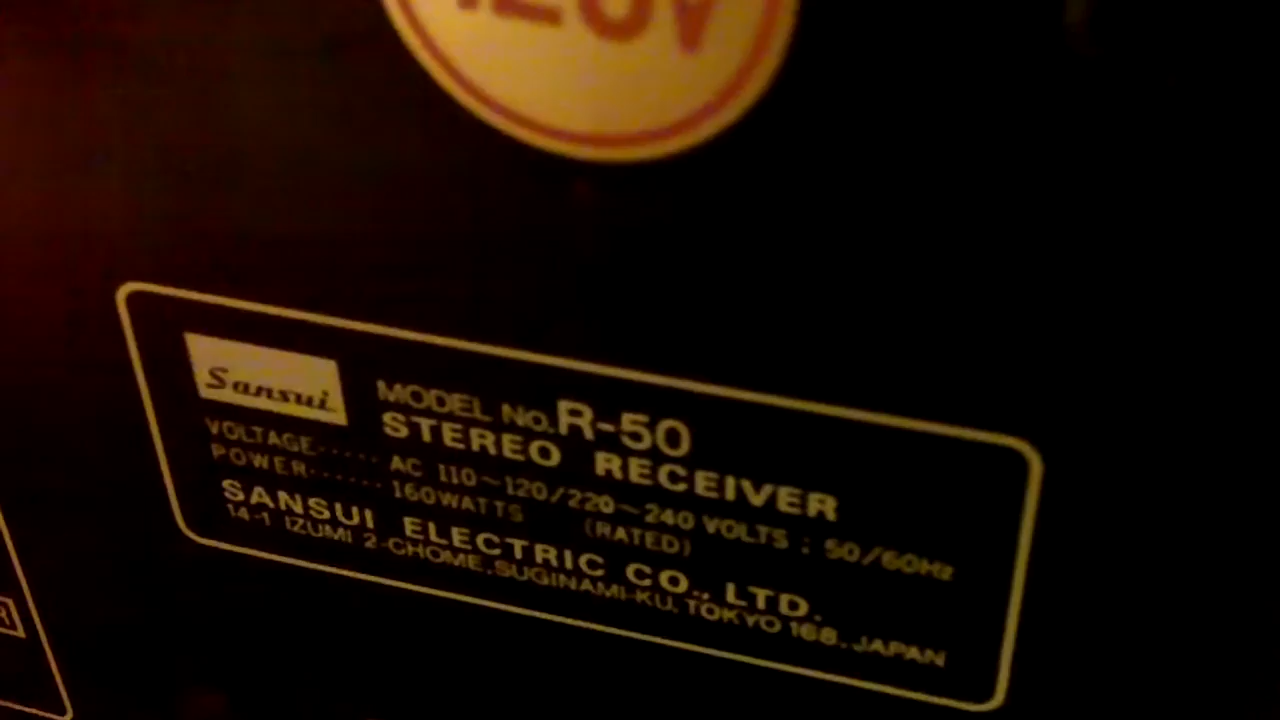 120V
Sansui
MODEL No. R-50
STEREO RECEIVER
VOLTAGE····· AC 110~120/220~240 VOLTS : 50/60Hz
POWER······ 160WATTS (RATED)
SANSUI ELECTRIC CO., LTD.
14-1 IZUMI 2-CHOME, SUGINAMI-KU, TOKYO 168, JAPAN
R